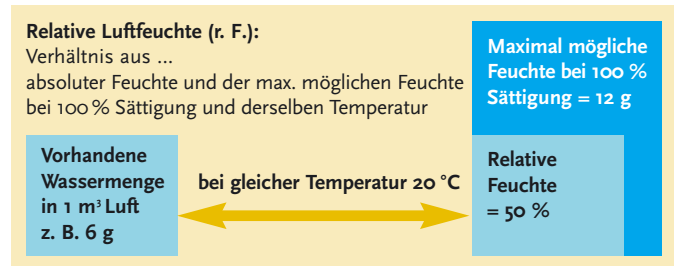 Relative Luftfeuchte (r. F.):
Verhältnis aus ...
absoluter Feuchte und der max. möglichen Feuchte
bei 100 % Sättigung und derselben Temperatur
Maximal mögliche
Feuchte bei 100 %
Sättigung = 12 g
Vorhandene
Wassermenge
in 1 m³ Luft
z. B. 6 g
bei gleicher Temperatur 20 °C
Relative
Feuchte
= 50 %